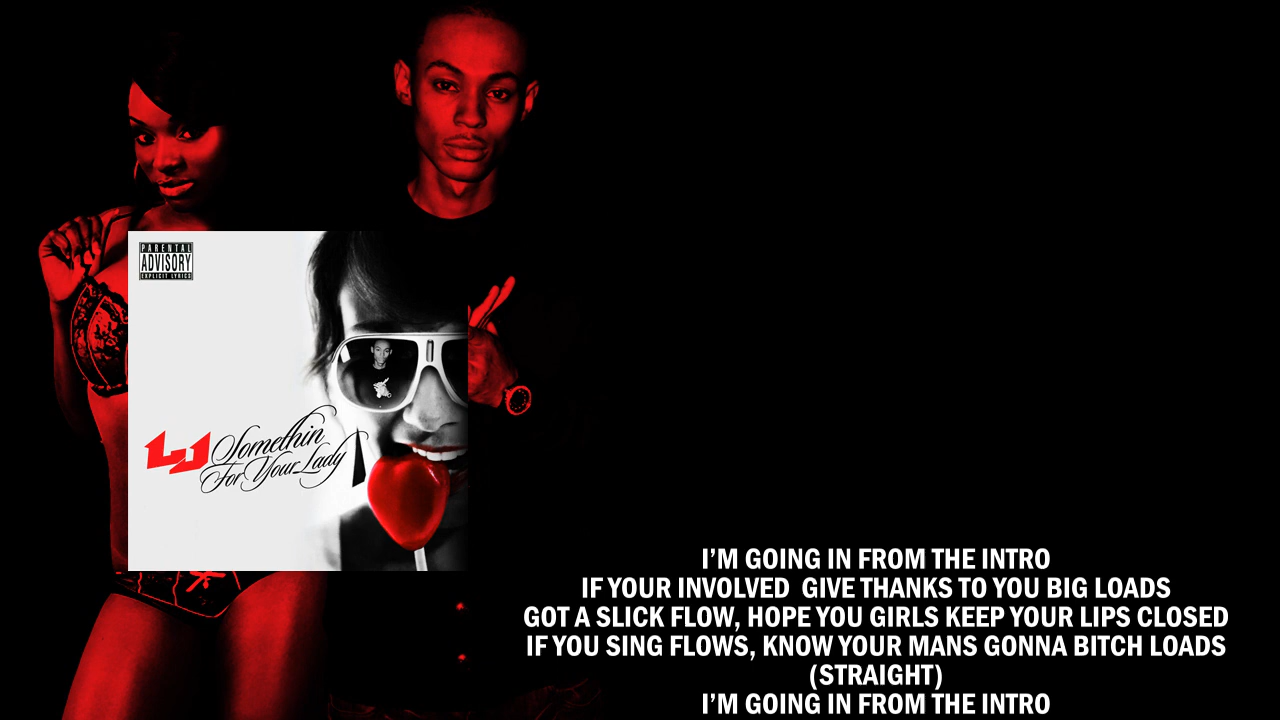 PARENTAL
ADVISORY
EXPLICIT LYRICS
LJ
Somethin
For Your Lady
I’M GOING IN FROM THE INTRO
IF YOUR INVOLVED  GIVE THANKS TO YOU BIG LOADS
GOT A SLICK FLOW, HOPE YOU GIRLS KEEP YOUR LIPS CLOSED
IF YOU SING FLOWS, KNOW YOUR MANS GONNA BITCH LOADS
(STRAIGHT)
I’M GOING IN FROM THE INTRO